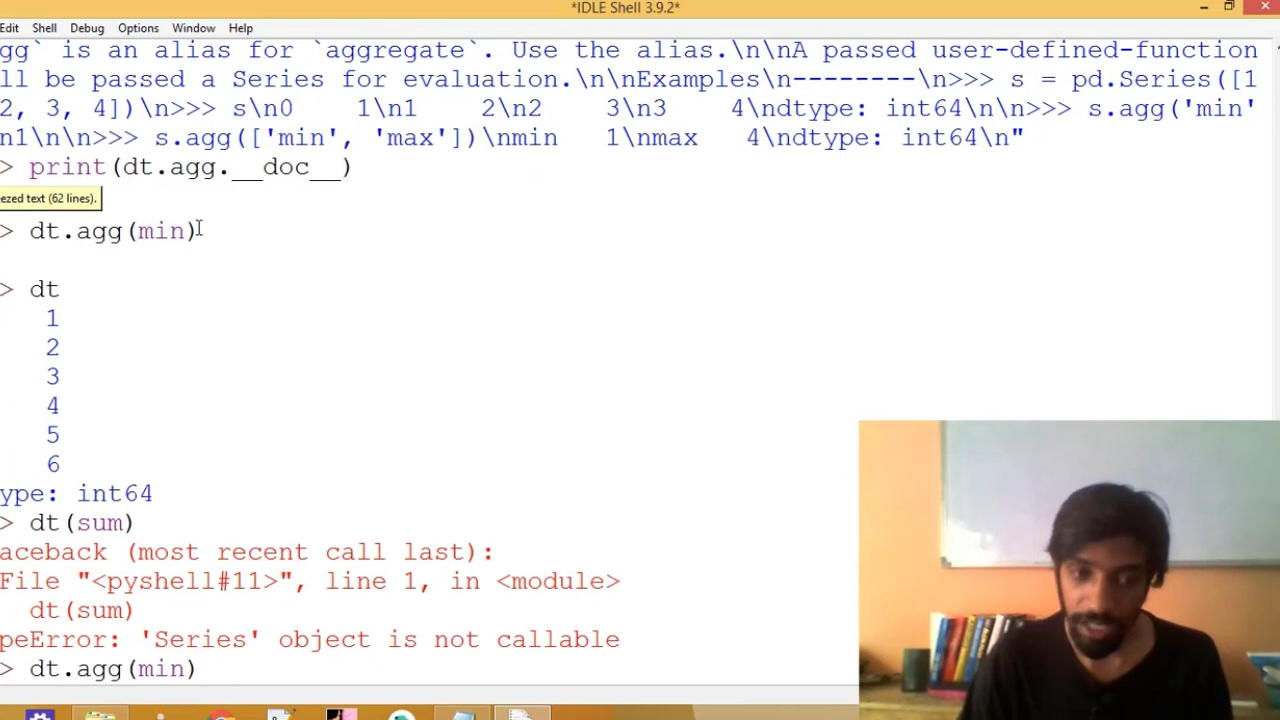 *IDLE Shell 3.9.2*
Edit Shell Debug Options Window Help
gg` is an alias for `aggregate`. Use the alias.\n\nA passed user-defined-function
ll be passed a Series for evaluation.\n\nExamples\n--------\n>>> s = pd.Series([1
2, 3, 4])\n>>> s\n0    1\n1    2\n2    3\n3    4\ndtype: int64\n\n>>> s.agg('min'
n1\n\n>>> s.agg(['min', 'max'])\nmin   1\nmax   4\ndtype: int64\n"
> print(dt.agg.__doc__)
ezed text (62 lines).
> dt.agg(min)
> dt
1
2
3
4
5
6
ype: int64
> dt(sum)
aceback (most recent call last):
File "<pyshell#11>", line 1, in <module>
dt(sum)
peError: 'Series' object is not callable
> dt.agg(min)